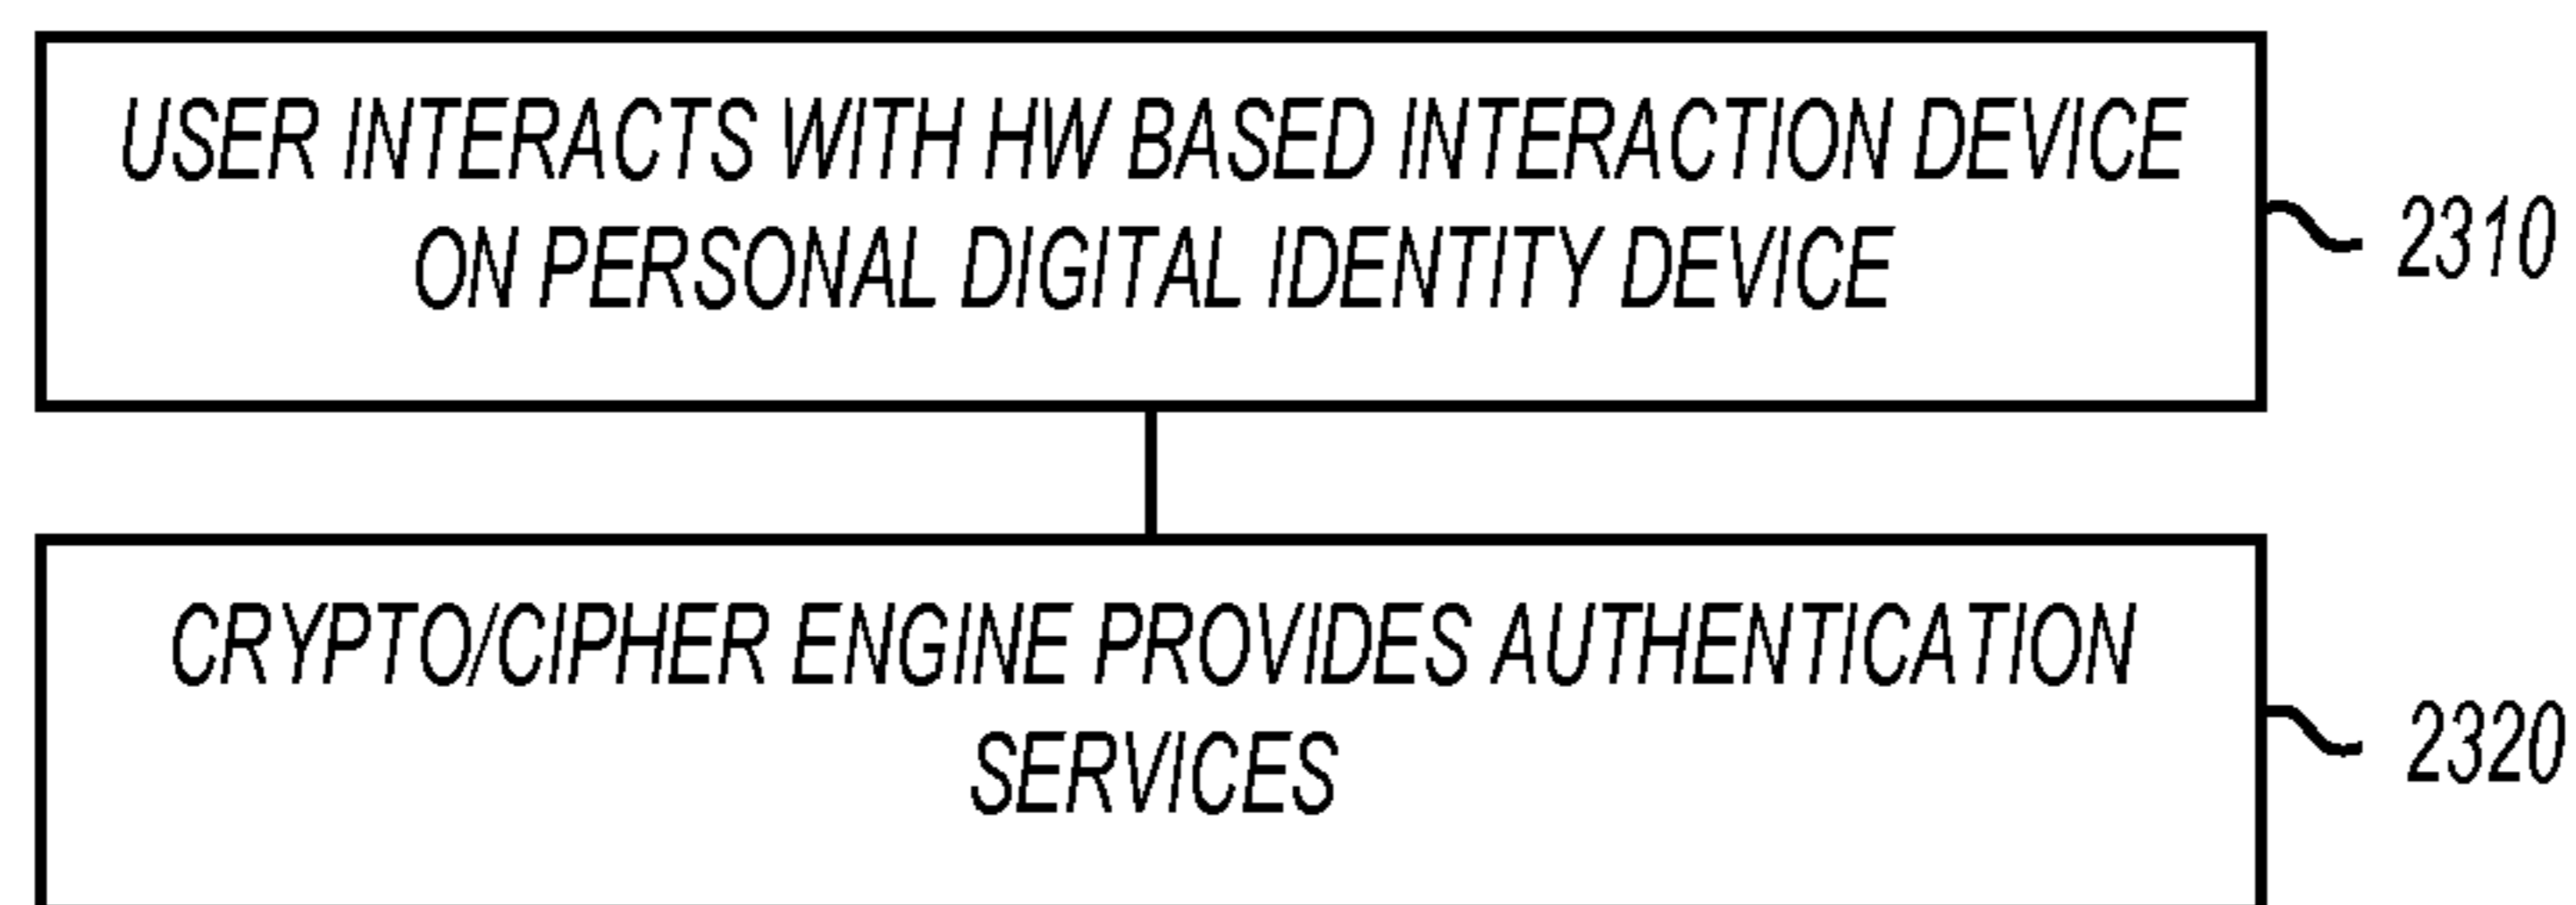 USER INTERACTS WITH HW BASED INTERACTION DEVICE
ON PERSONAL DIGITAL IDENTITY DEVICE
2310
CRYPTO/CIPHER ENGINE PROVIDES AUTHENTICATION
SERVICES
2320